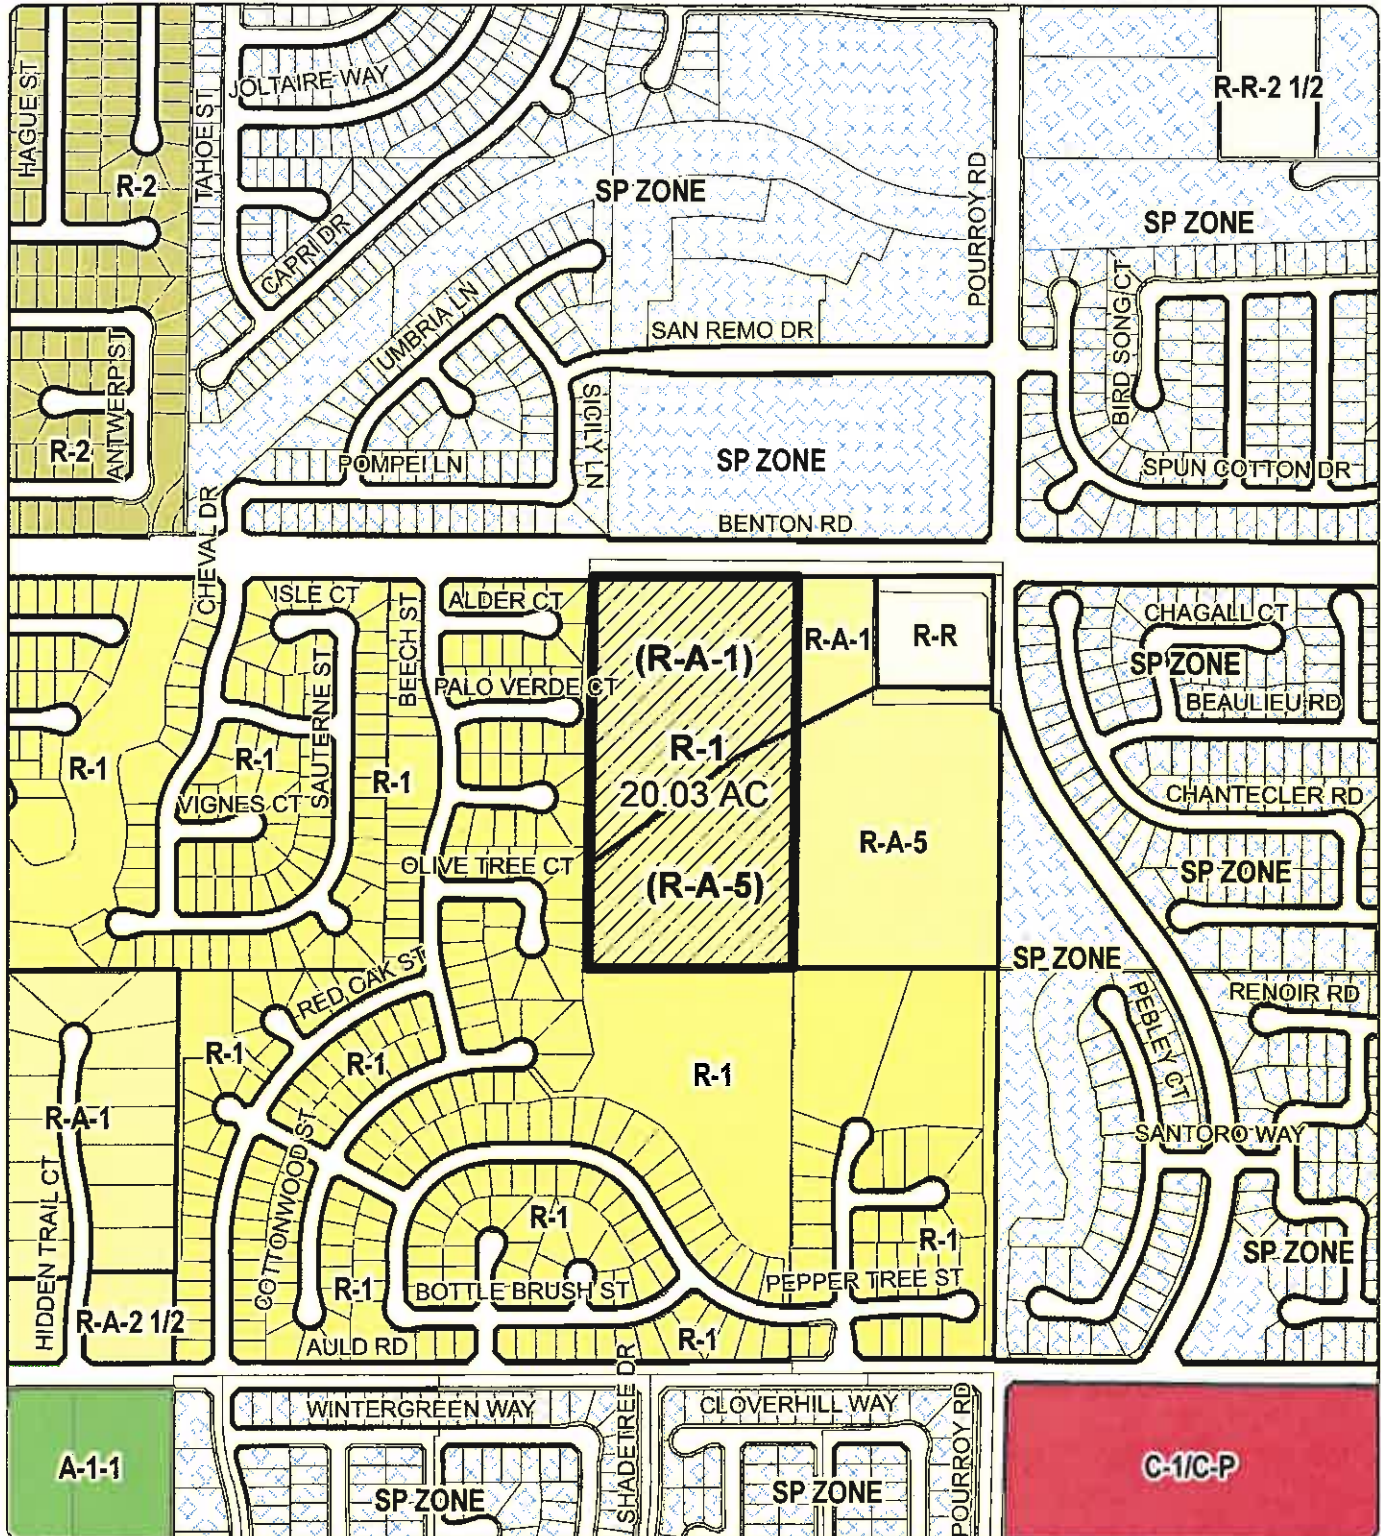 HAGUE ST
R-2
TAHOE ST
JOLTAIRE WAY
R-R-2 1/2
SP ZONE
POURROY RD
SP ZONE
CAPRI DR
UMBRIA LN
SAN REMO DR
BIRD SONG CT
ANTWERP ST
R-2
SICILY LN
POMPEI LN
SP ZONE
SPUN COTTON DR
BENTON RD
CHEVAL DR
ISLE CT
BEECH ST
ALDER CT
CHAGALL CT
(R-A-1)
R-A-1
R-R
SP ZONE
PALO VERDE CT
BEAULIEU RD
SAUTERNE ST
R-1
R-1
R-1
R-1
20.03 AC
VIGNES CT
CHANTECLER RD
R-A-5
OLIVE TREE CT
(R-A-5)
SP ZONE
RED OAK ST
SP ZONE
PEBLEY CT
RENOIR RD
R-1
R-1
R-1
R-A-1
COTTONWOOD ST
SANTORO WAY
HIDDEN TRAIL CT
R-1
R-1
SP ZONE
R-1
BOTTLE BRUSH ST
PEPPER TREE ST
R-A-2 1/2
AULD RD
R-1
SHADETREE DR
WINTERGREEN WAY
CLOVERHILL WAY
POURROY RD
A-1-1
SP ZONE
SP ZONE
C-1/C-P